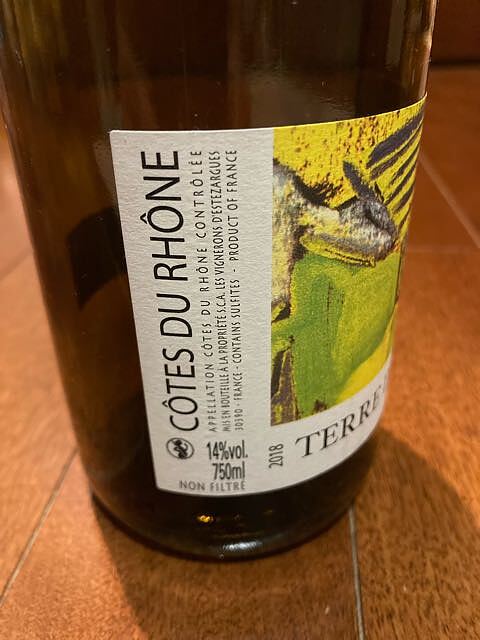 CÔTES DU RHÔNE
APPELLATION CÔTES DU RHÔNE CONTRÔLÉE
MIS EN BOUTEILLE À LA PROPRIÉTÉ S.C.A. LES VIGNERONS D'ESTEZARGUES
30390 - FRANCE - CONTAINS SULFITES - PRODUCT OF FRANCE
14%vol.
750ml
NON FILTRÉ
2018
TERRE